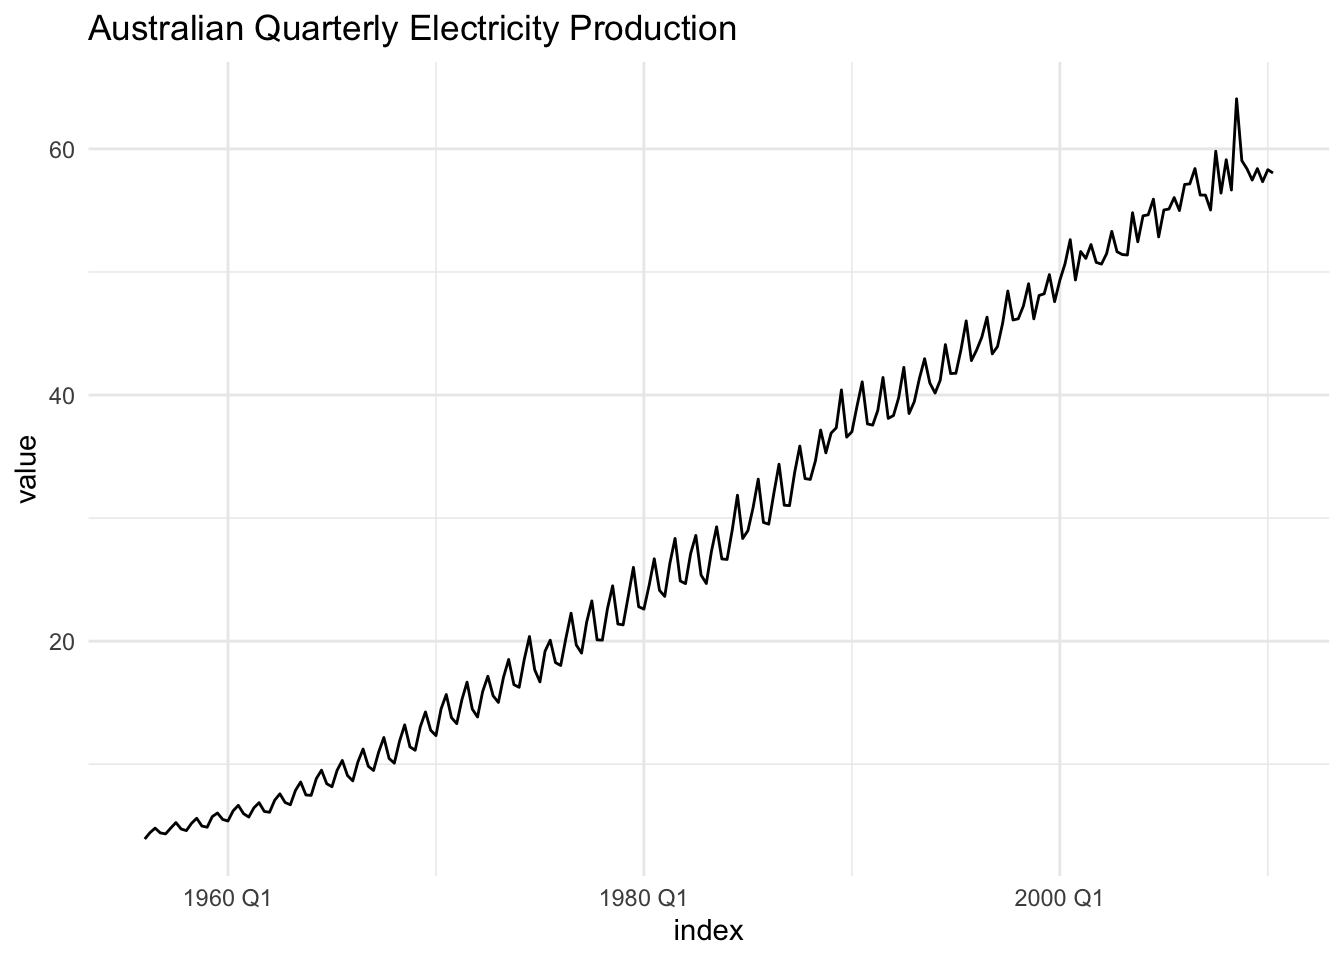 Australian Quarterly Electricity Production
60
40
20
value
1960 Q1
1980 Q1
2000 Q1
index